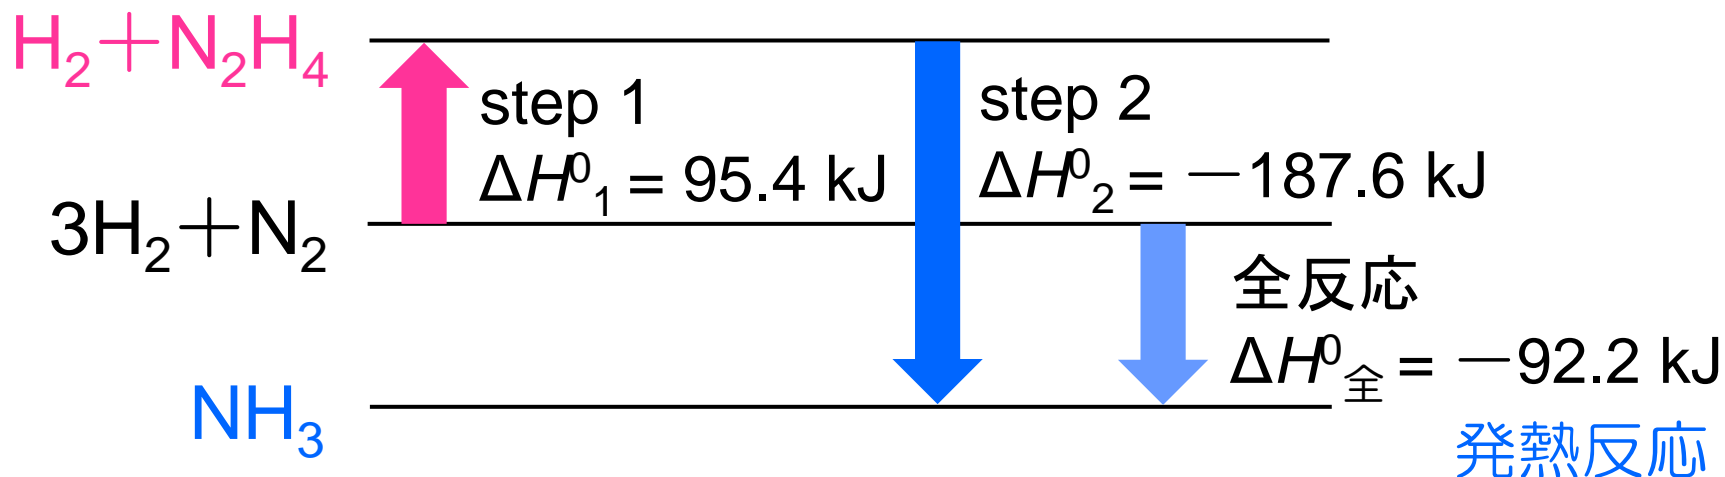 H₂＋N₂H₄
step 1
ΔH⁰₁ = 95.4 kJ
step 2
ΔH⁰₂ = －187.6 kJ
3H₂＋N₂
全反応
ΔH⁰全 = －92.2 kJ
NH₃
発熱反応